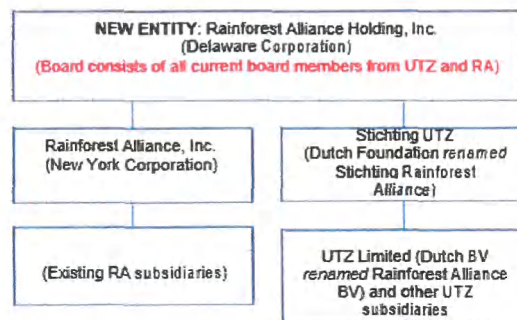 NEW ENTITY: Rainforest Alliance Holding, Inc.
(Delaware Corporation)
(Board consists of all current board members from UTZ and RA)
Rainforest Alliance, Inc.
(New York Corporation)
Stichting UTZ
(Dutch Foundation renamed
Stichting Rainforest
Alliance)
(Existing RA subsidiaries)
UTZ Limited (Dutch BV
renamed Rainforest Alliance
BV) and other UTZ
subsidiaries